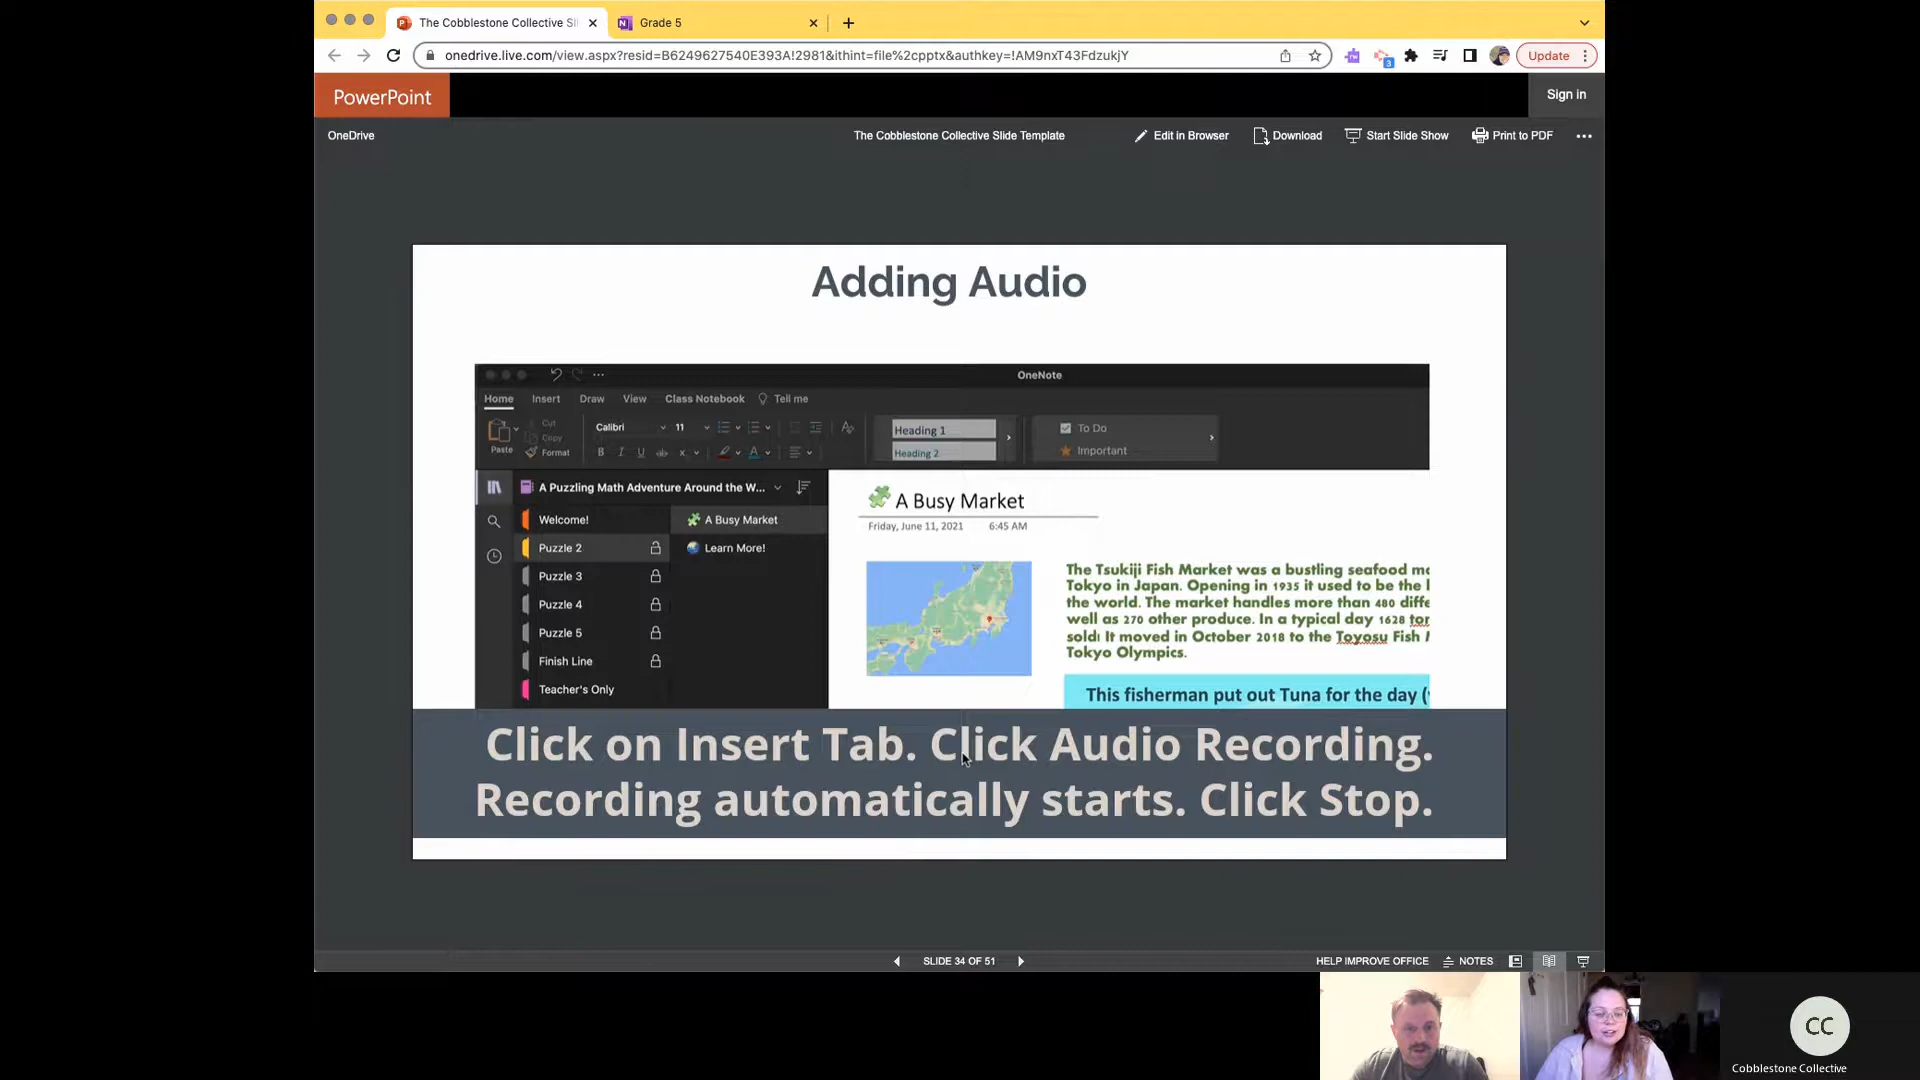 The Cobblestone Collective Sli
Grade 5
onedrive.live.com/view.aspx?resid=B6249627540E393A!2981&ithint=file%2cpptx&authkey=!AM9nxT43FdzukjY
3
Update
PowerPoint
Sign in
OneDrive
The Cobblestone Collective Slide Template
Edit in Browser
Download
Start Slide Show
Print to PDF
Adding Audio
OneNote
Home Insert Draw View Class Notebook Tell me
Paste
Cut
Copy
Format
Calibri 11
B I U ab x A
Heading 1
Heading 2
To Do
Important
A Puzzling Math Adventure Around the W...
Welcome!
Puzzle 2
Puzzle 3
Puzzle 4
Puzzle 5
Finish Line
Teacher's Only
A Busy Market
Learn More!
A Busy Market
Friday, June 11, 2021 6:45 AM
The Tsukiji Fish Market was a bustling seafood
Tokyo in Japan. Opening in 1935 it used to be the
the world. The market handles more than 480 diffe
well as 270 other produce. In a typical day 1628 tor
sold! It moved in October 2018 to the Toyosu Fish
Tokyo Olympics.
This fisherman put out Tuna for the day (
Click on Insert Tab. Click Audio Recording.
Recording automatically starts. Click Stop.
SLIDE 34 OF 51
HELP IMPROVE OFFICE
NOTES
CC
Cobblestone Collective